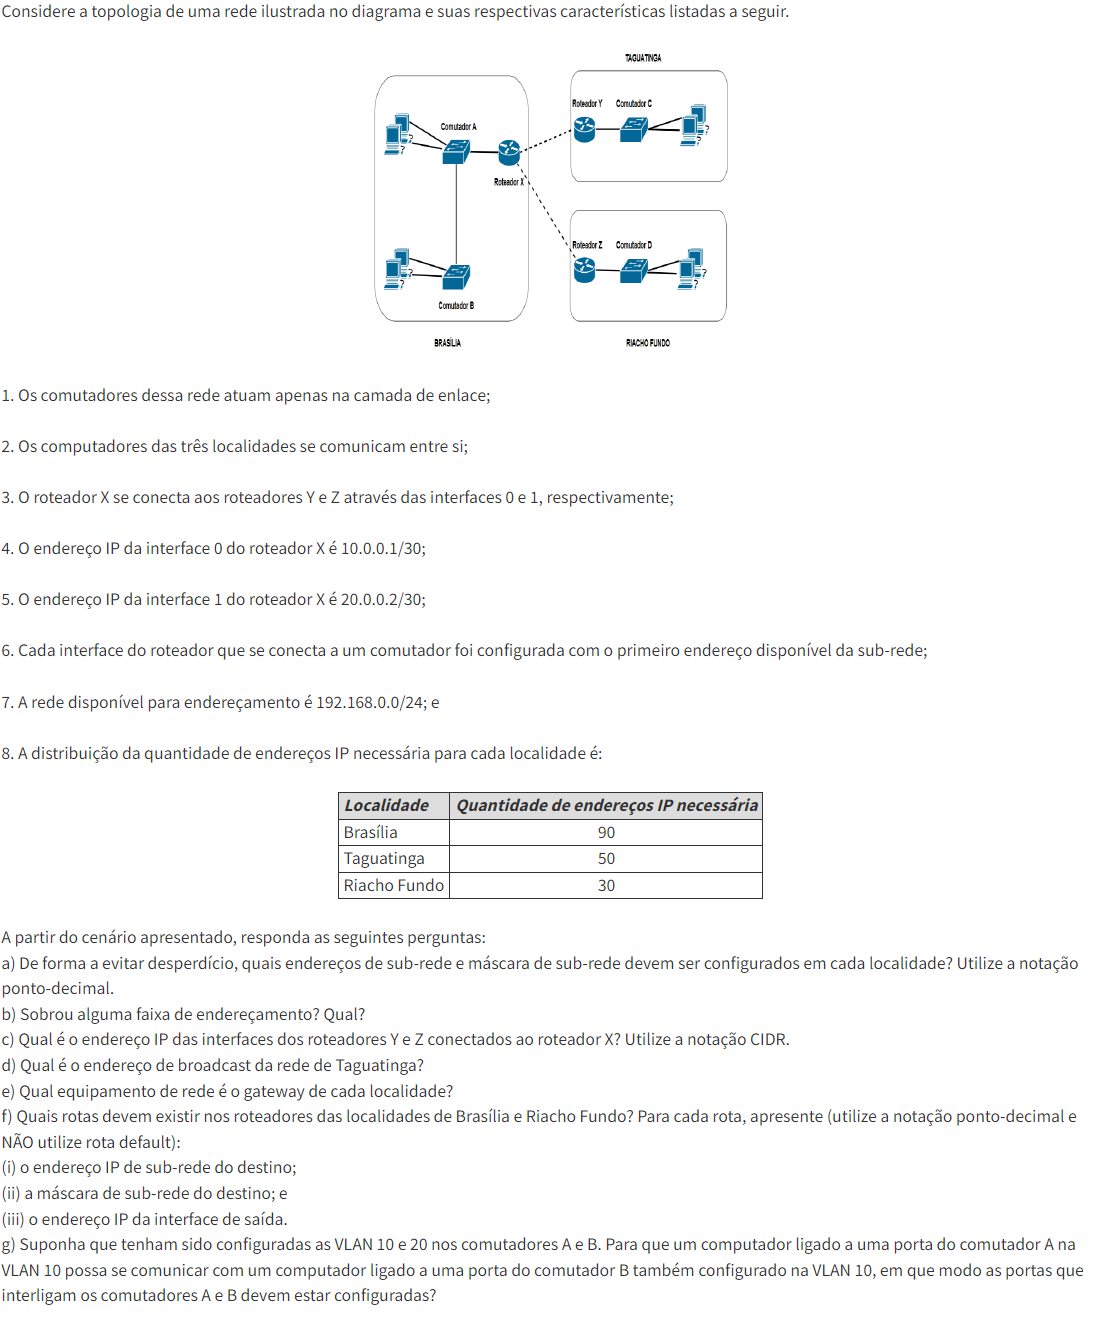 Considere a topologia de uma rede ilustrada no diagrama e suas respectivas características listadas a seguir.
TAGUATINGA
Roteador Y Comutador C
Comutador A
?
?
?
?
Roteador X
Roteador Z Comutador D
?
?
?
?
Comutador B
BRASÍLIA
RIACHO FUNDO
1. Os comutadores dessa rede atuam apenas na camada de enlace;
2. Os computadores das três localidades se comunicam entre si;
3. O roteador X se conecta aos roteadores Y e Z através das interfaces 0 e 1, respectivamente;
4. O endereço IP da interface 0 do roteador X é 10.0.0.1/30;
5. O endereço IP da interface 1 do roteador X é 20.0.0.2/30;
6. Cada interface do roteador que se conecta a um comutador foi configurada com o primeiro endereço disponível da sub-rede;
7. A rede disponível para endereçamento é 192.168.0.0/24; e
8. A distribuição da quantidade de endereços IP necessária para cada localidade é:
Localidade Quantidade de endereços IP necessária
Brasília 90
Taguatinga 50
Riacho Fundo 30
A partir do cenário apresentado, responda as seguintes perguntas:
a) De forma a evitar desperdício, quais endereços de sub-rede e máscara de sub-rede devem ser configurados em cada localidade? Utilize a notação
ponto-decimal.
b) Sobrou alguma faixa de endereçamento? Qual?
c) Qual é o endereço IP das interfaces dos roteadores Y e Z conectados ao roteador X? Utilize a notação CIDR.
d) Qual é o endereço de broadcast da rede de Taguatinga?
e) Qual equipamento de rede é o gateway de cada localidade?
f) Quais rotas devem existir nos roteadores das localidades de Brasília e Riacho Fundo? Para cada rota, apresente (utilize a notação ponto-decimal e
NÃO utilize rota default):
(i) o endereço IP de sub-rede do destino;
(ii) a máscara de sub-rede do destino; e
(iii) o endereço IP da interface de saída.
g) Suponha que tenham sido configuradas as VLAN 10 e 20 nos comutadores A e B. Para que um computador ligado a uma porta do comutador A na
VLAN 10 possa se comunicar com um computador ligado a uma porta do comutador B também configurado na VLAN 10, em que modo as portas que
interligam os comutadores A e B devem estar configuradas?